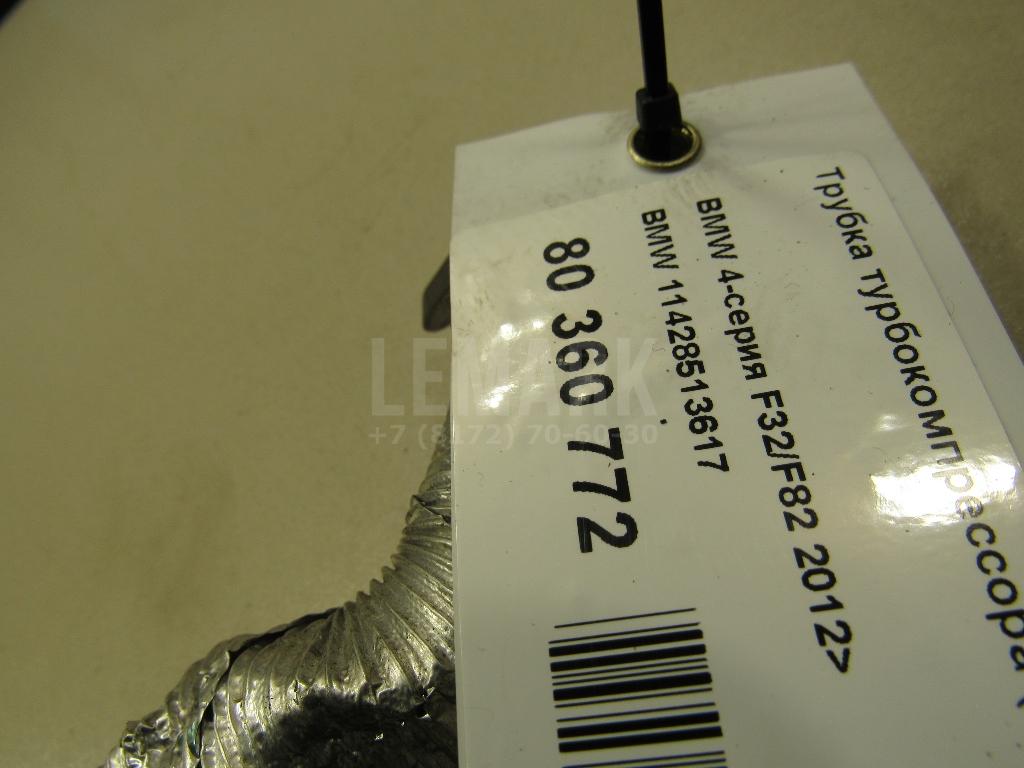 Трубка турбокомпрессора
BMW 4-серия F32/F82 2012>
BMW 11428513617
80 360 772
LEMARK
+7 (8172) 70-60-30